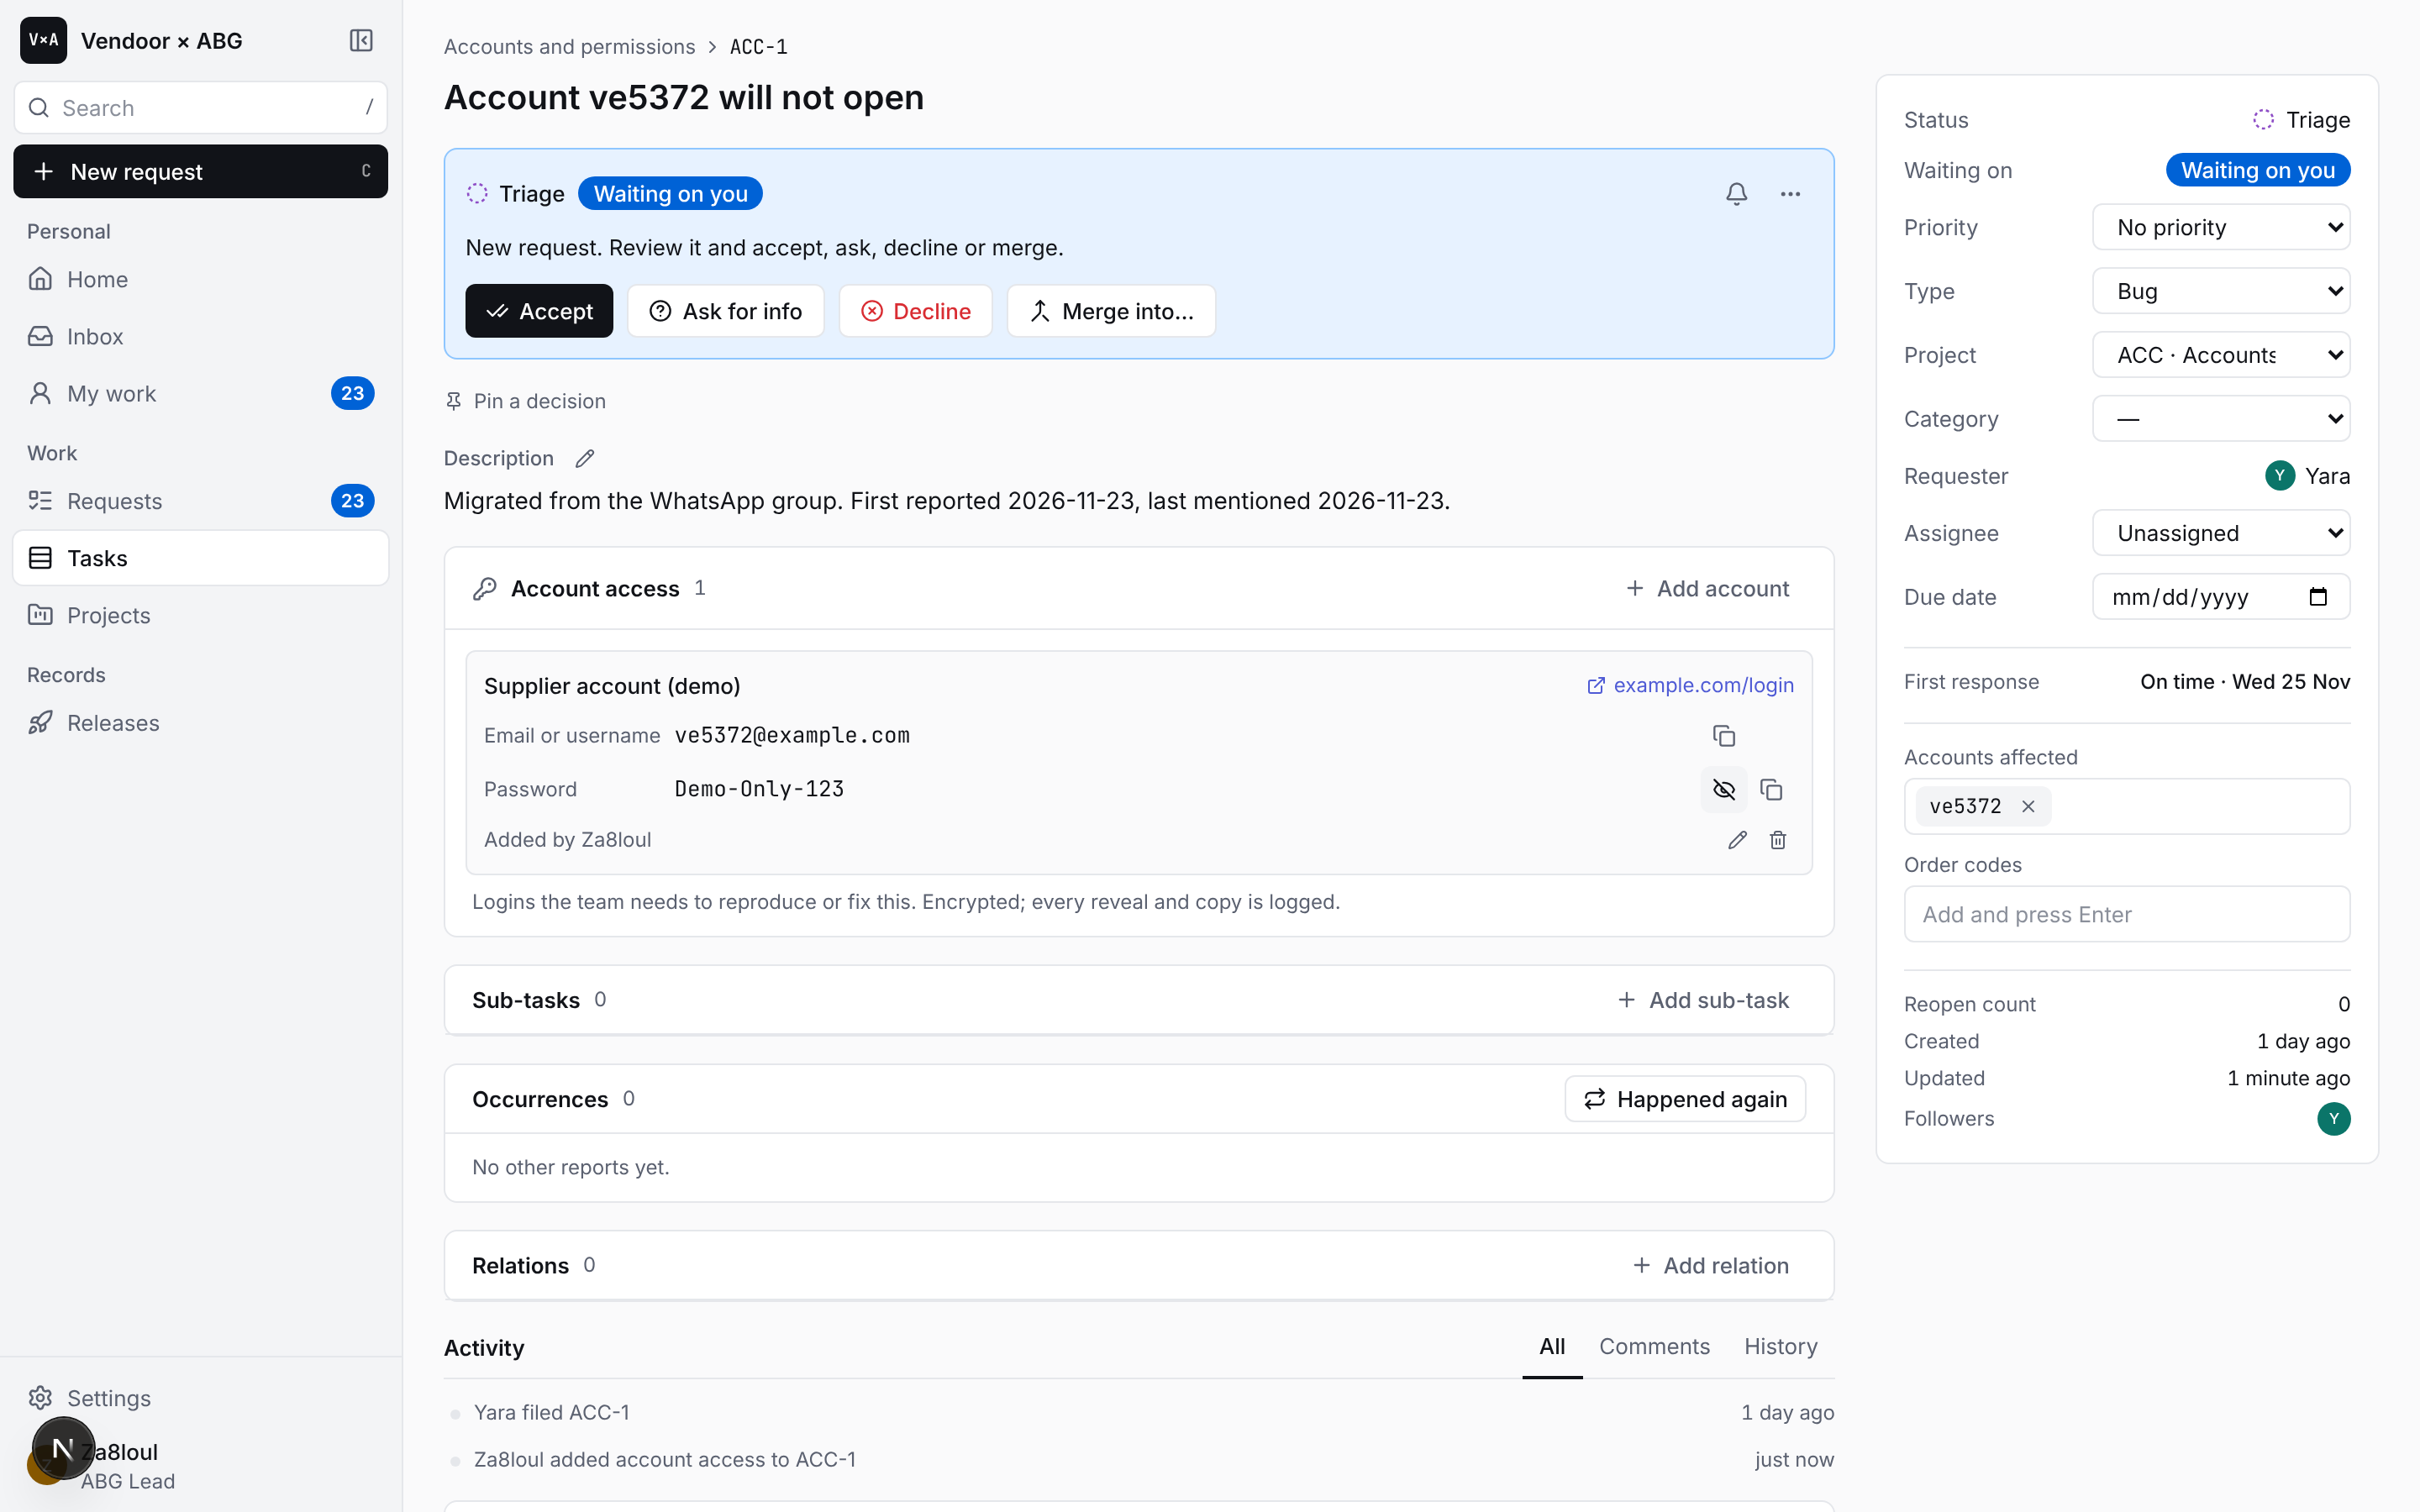 V×A Vendoor × ABG
Search /
New request C
Personal
Home
Inbox
My work 23
Work
Requests 23
Tasks
Projects
Records
Releases
Settings
N Za8loul
ABG Lead
Accounts and permissions > ACC-1
Account ve5372 will not open
Triage Waiting on you
New request. Review it and accept, ask, decline or merge.
Accept Ask for info Decline Merge into...
Pin a decision
Description
Migrated from the WhatsApp group. First reported 2026-11-23, last mentioned 2026-11-23.
Account access 1 + Add account
Supplier account (demo) example.com/login
Email or username ve5372@example.com
Password Demo-Only-123
Added by Za8loul
Logins the team needs to reproduce or fix this. Encrypted; every reveal and copy is logged.
Sub-tasks 0 + Add sub-task
Occurrences 0 Happened again
No other reports yet.
Relations 0 + Add relation
Activity All Comments History
Yara filed ACC-1 1 day ago
Za8loul added account access to ACC-1 just now
Status Triage
Waiting on Waiting on you
Priority No priority
Type Bug
Project ACC · Accounts
Category —
Requester Y Yara
Assignee Unassigned
Due date mm/dd/yyyy
First response On time · Wed 25 Nov
Accounts affected
ve5372 ×
Order codes
Add and press Enter
Reopen count 0
Created 1 day ago
Updated 1 minute ago
Followers Y